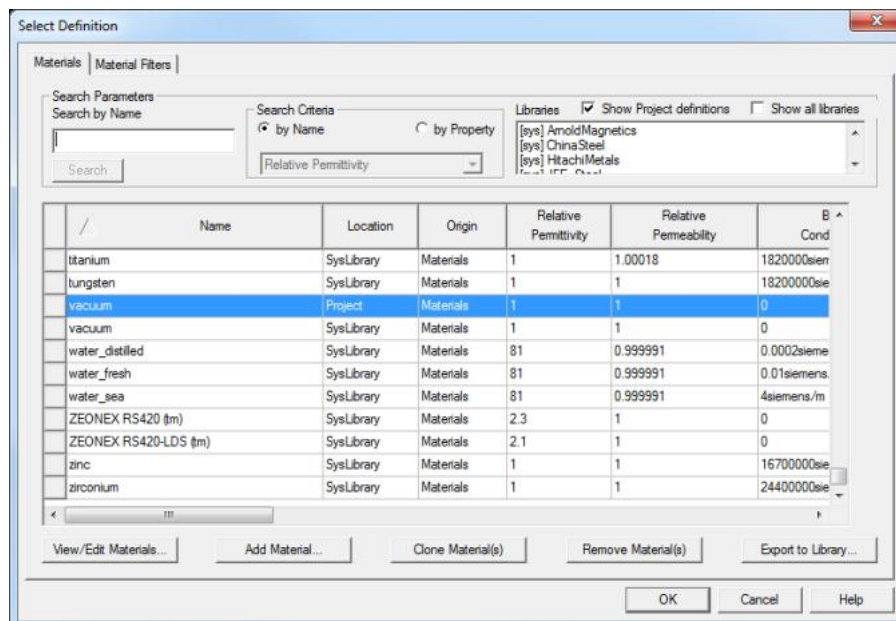 Select Definition
Materials Material Filters
Search Parameters
Search by Name
Search
Search Criteria
by Name by Property
Relative Permittivity
Libraries Show Project definitions Show all libraries
[sys] ArnoldMagnetics
[sys] ChinaSteel
[sys] HitachiMetals
/ Name Location Origin Relative Permittivity Relative Permeability B Cond
titanium SysLibrary Materials 1 1.00018 1820000siem
tungsten SysLibrary Materials 1 1 18200000sie
vacuum Project Materials 1 1 0
vacuum SysLibrary Materials 1 1 0
water_distilled SysLibrary Materials 81 0.999991 0.0002sieme
water_fresh SysLibrary Materials 81 0.999991 0.01siemens.
water_sea SysLibrary Materials 81 0.999991 4siemens/m
ZEONEX RS420 (tm) SysLibrary Materials 2.3 1 0
ZEONEX RS420-LDS (tm) SysLibrary Materials 2.1 1 0
zinc SysLibrary Materials 1 1 16700000sie
zirconium SysLibrary Materials 1 1 24400000sie
View/Edit Materials... Add Material... Clone Material(s) Remove Material(s) Export to Library...
OK Cancel Help